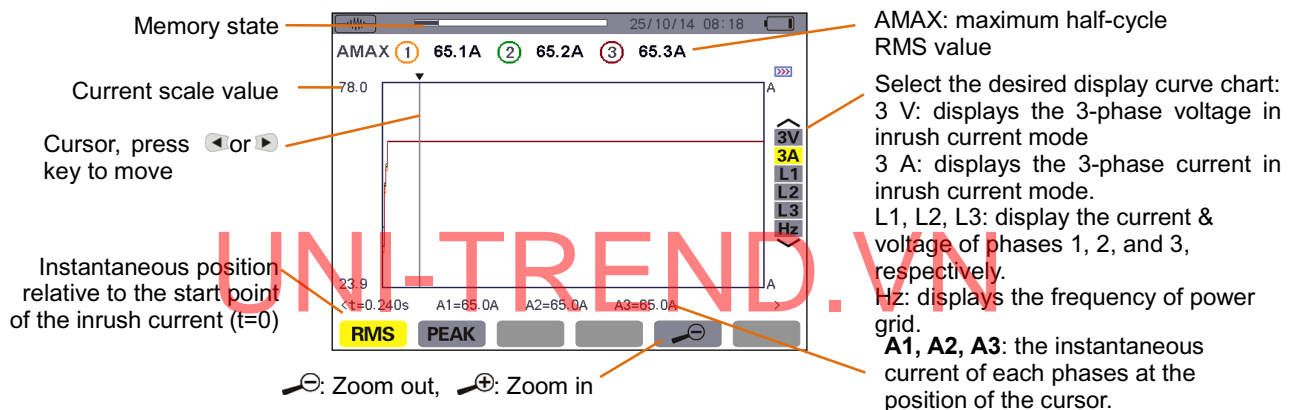 Memory state
Current scale value
Cursor, press ◄ or ► key to move
Instantaneous position
relative to the start point
of the inrush current (t=0)
25/10/14 08:18
AMAX 1 65.1A 2 65.2A 3 65.3A
>>>>
78.0
A
3V
3A
L1
L2
L3
Hz
23.9
A
<t=0.240s A1=65.0A A2=65.0A A3=65.0A >
RMS PEAK
: Zoom out, : Zoom in
AMAX: maximum half-cycle
RMS value
Select the desired display curve chart:
3 V: displays the 3-phase voltage in
inrush current mode
3 A: displays the 3-phase current in
inrush current mode.
L1, L2, L3: display the current &
voltage of phases 1, 2, and 3,
respectively.
Hz: displays the frequency of power
grid.
A1, A2, A3: the instantaneous
current of each phases at the
position of the cursor.
UNI-TREND.VN